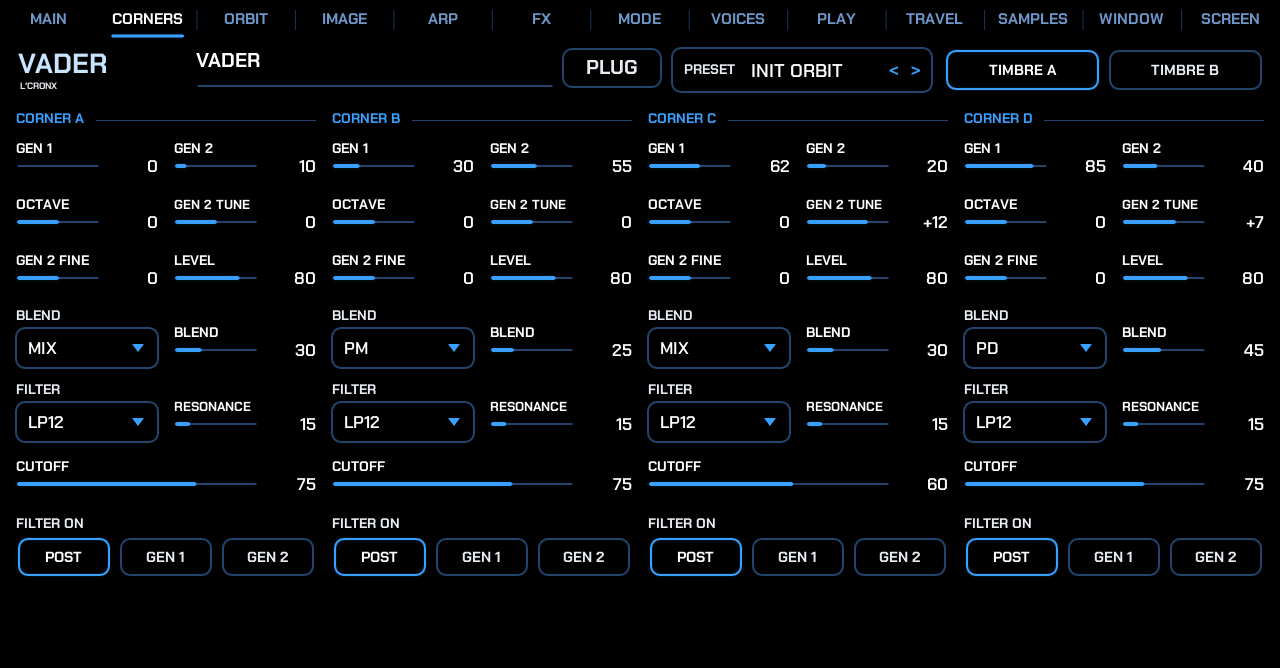 MAIN CORNERS ORBIT IMAGE ARP FX MODE VOICES PLAY TRAVEL SAMPLES WINDOW SCREEN
VADER
L'CRONX
VADER
PLUG
PRESET INIT ORBIT < >
TIMBRE A TIMBRE B
CORNER A CORNER B CORNER C CORNER D
GEN 1 GEN 2 GEN 1 GEN 2 GEN 1 GEN 2 GEN 1 GEN 2
0 10 30 55 62 20 85 40
OCTAVE GEN 2 TUNE OCTAVE GEN 2 TUNE OCTAVE GEN 2 TUNE OCTAVE GEN 2 TUNE
0 0 0 0 0 +12 0 +7
GEN 2 FINE LEVEL GEN 2 FINE LEVEL GEN 2 FINE LEVEL GEN 2 FINE LEVEL
0 80 0 80 0 80 0 80
BLEND BLEND BLEND BLEND
BLEND BLEND BLEND BLEND
MIX 30 PM 25 MIX 30 PD 45
FILTER FILTER FILTER FILTER
RESONANCE RESONANCE RESONANCE RESONANCE
LP12 15 LP12 15 LP12 15 LP12 15
CUTOFF CUTOFF CUTOFF CUTOFF
75 75 60 75
FILTER ON FILTER ON FILTER ON FILTER ON
POST GEN 1 GEN 2 POST GEN 1 GEN 2 POST GEN 1 GEN 2 POST GEN 1 GEN 2